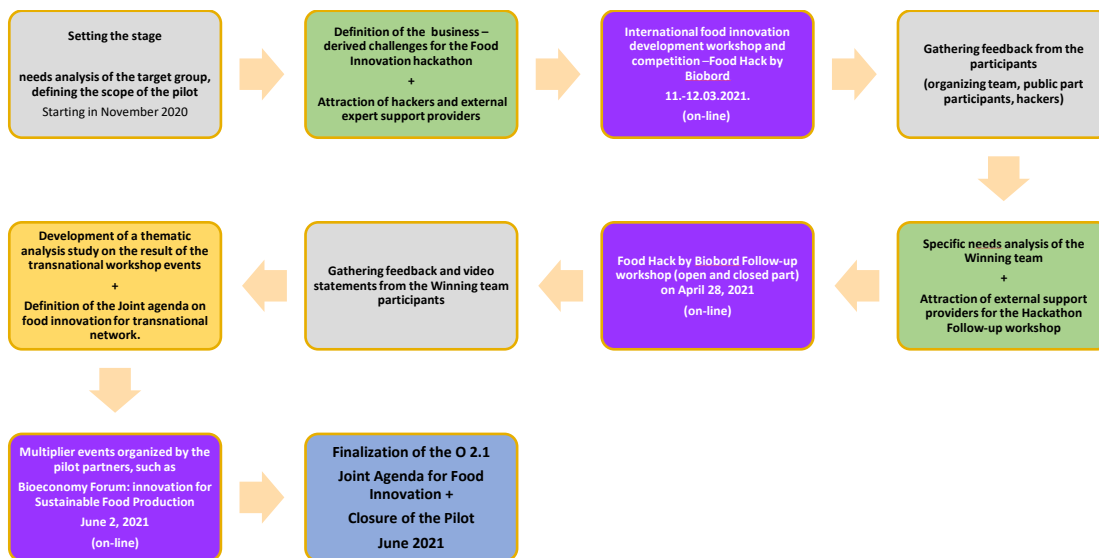 Setting the stage
needs analysis of the target group,
defining the scope of the pilot
Starting in November 2020
Definition of the business –
derived challenges for the Food
Innovation hackathon
+
Attraction of hackers and external
expert support providers
International food innovation
development workshop and
competition –Food Hack by
Biobord
11.-12.03.2021.
(on-line)
Gathering feedback from the
participants
(organizing team, public part
participants, hackers)
Specific needs analysis of the
Winning team
+
Attraction of external support
providers for the Hackathon
Follow-up workshop
Food Hack by Biobord Follow-up
workshop (open and closed part)
on April 28, 2021
(on-line)
Gathering feedback and video
statements from the Winning team
participants
Development of a thematic
analysis study on the result of the
transnational workshop events
+
Definition of the Joint agenda on
food innovation for transnational
network.
Multiplier events organized by the
pilot partners, such as
Bioeconomy Forum: innovation for
Sustainable Food Production
June 2, 2021
(on-line)
Finalization of the O 2.1
Joint Agenda for Food
Innovation +
Closure of the Pilot
June 2021